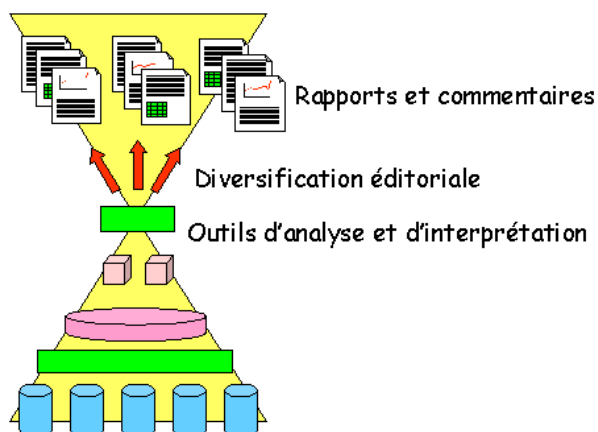 Rapports et commentaires
Diversification éditoriale
Outils d'analyse et d'interprétation